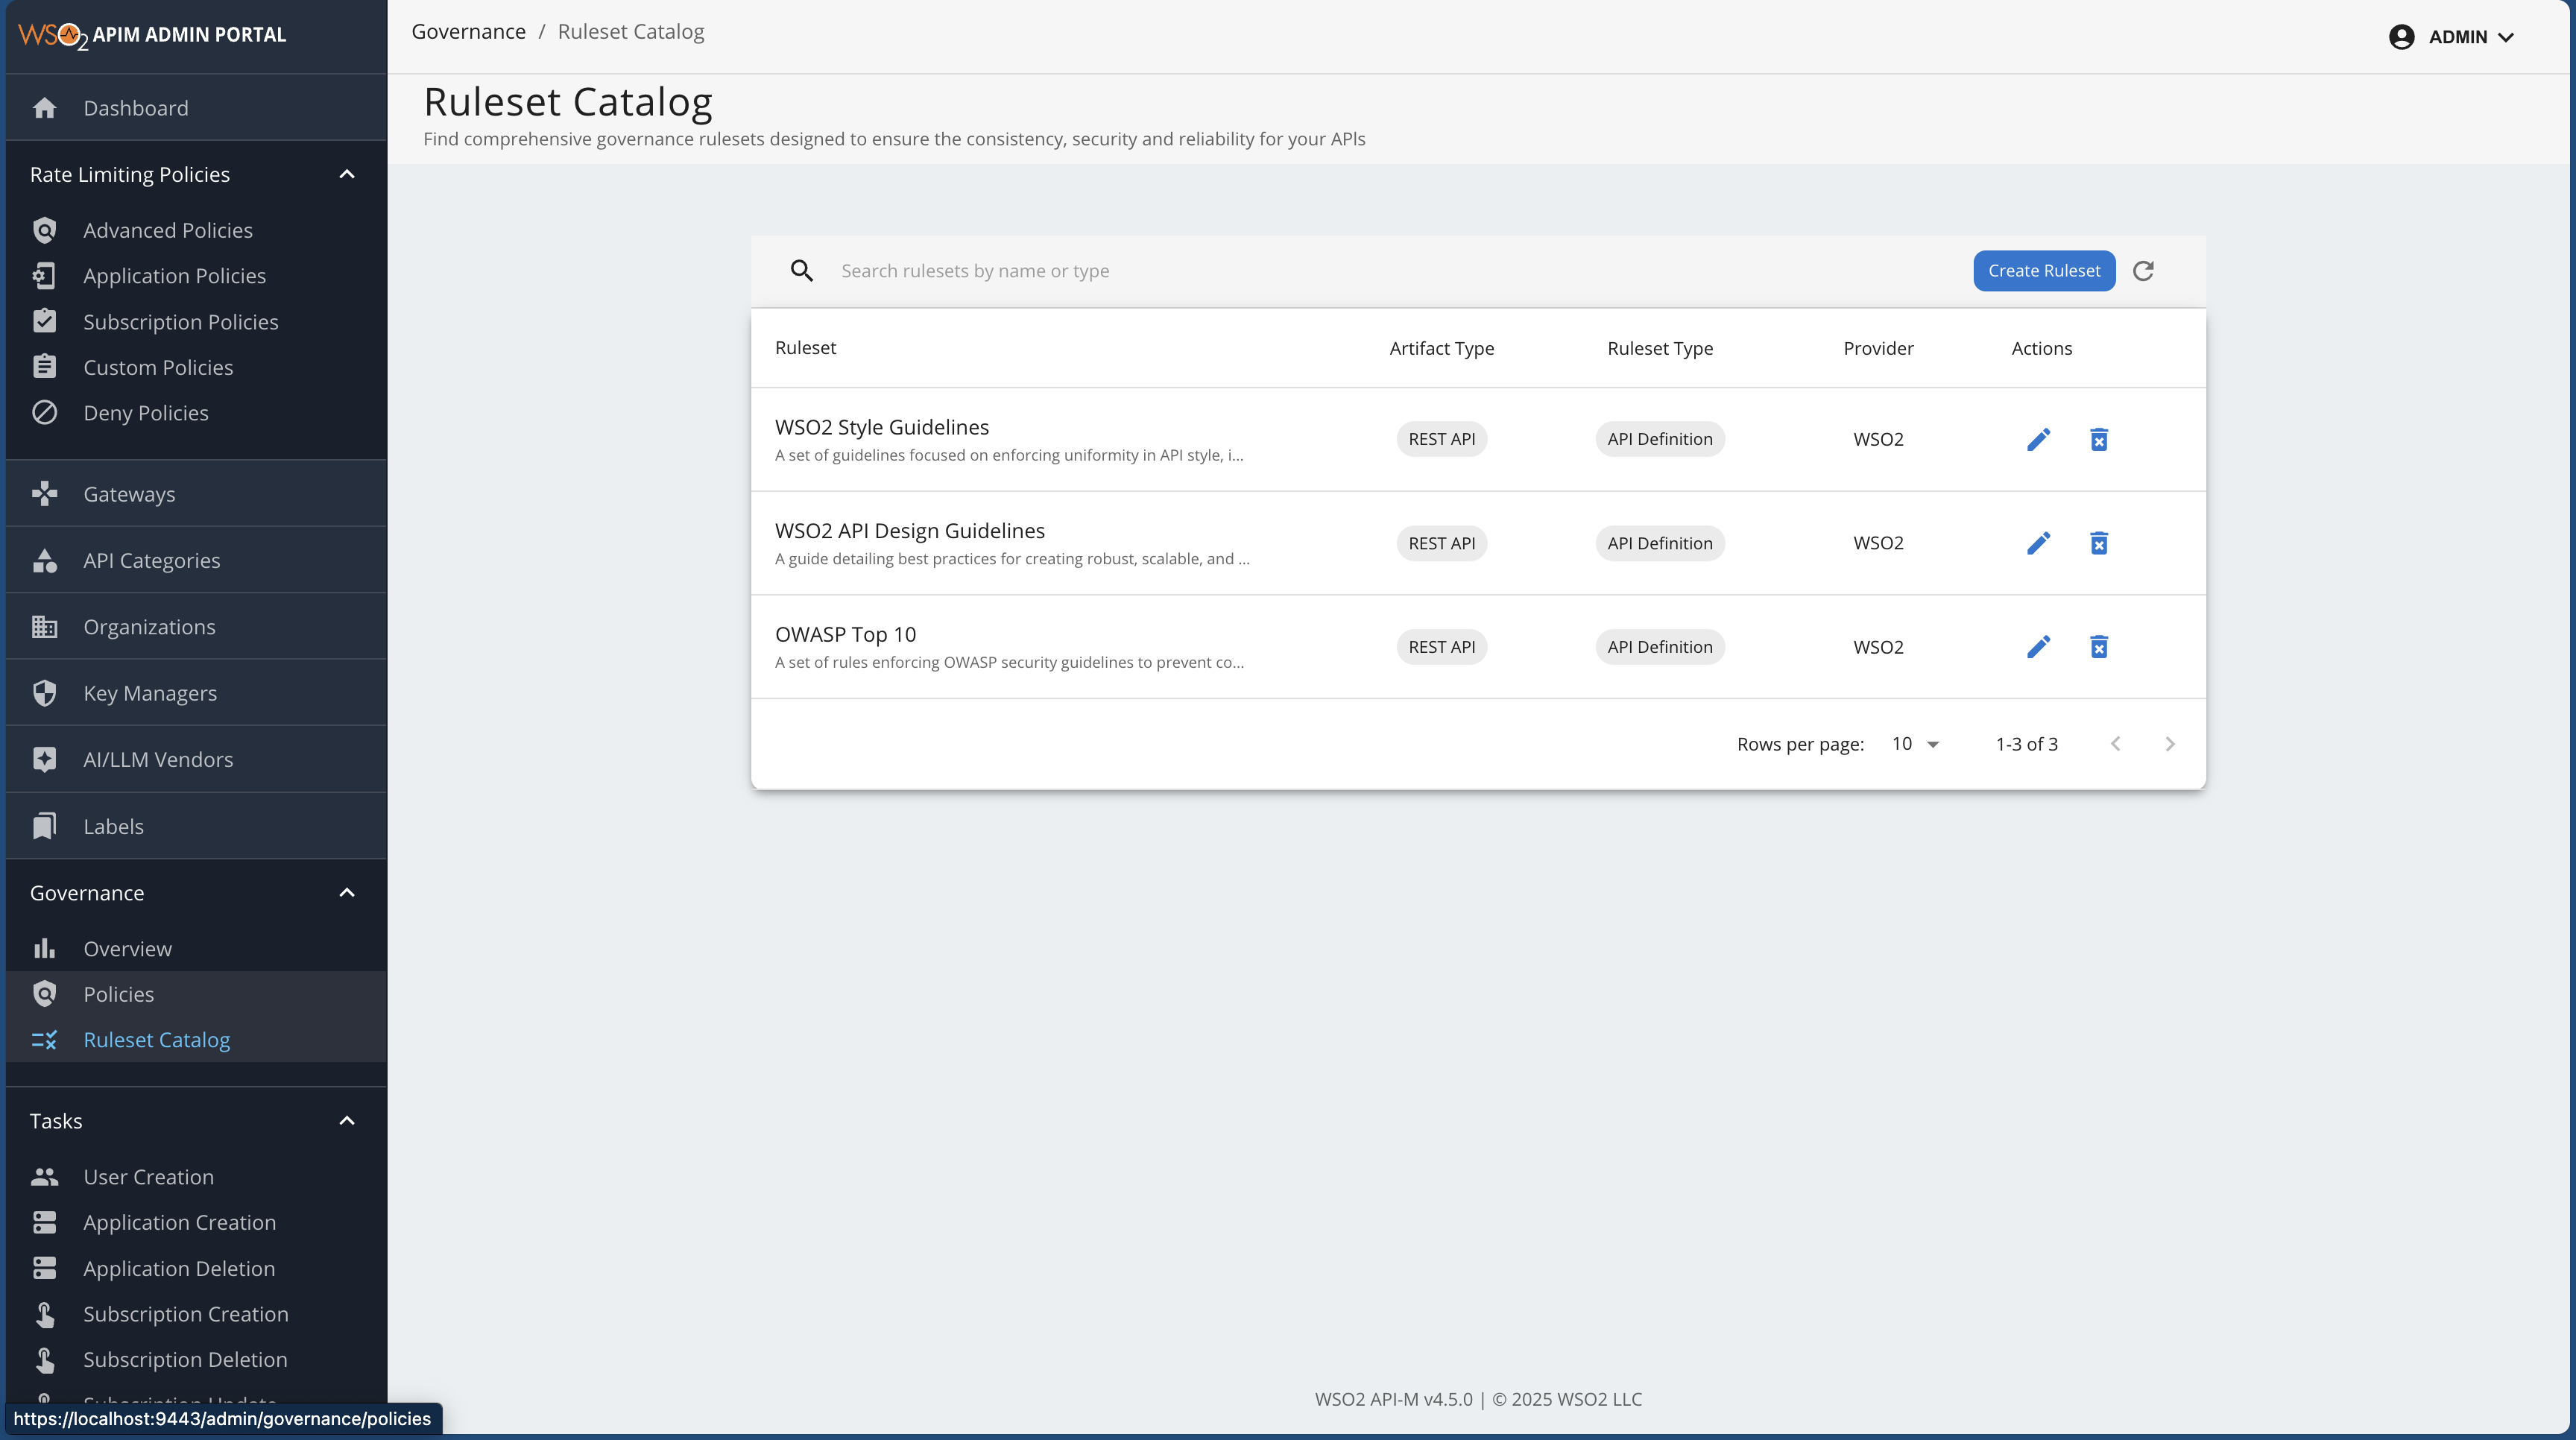 WSO2 APIM ADMIN PORTAL
Governance / Ruleset Catalog
ADMIN
Dashboard
Rate Limiting Policies
Advanced Policies
Application Policies
Subscription Policies
Custom Policies
Deny Policies
Gateways
API Categories
Organizations
Key Managers
AI/LLM Vendors
Labels
Governance
Overview
Policies
Ruleset Catalog
Tasks
User Creation
Application Creation
Application Deletion
Subscription Creation
Subscription Deletion
Subscription Update
https://localhost:9443/admin/governance/policies
Ruleset Catalog
Find comprehensive governance rulesets designed to ensure the consistency, security and reliability for your APIs
Search rulesets by name or type
Create Ruleset
Ruleset Artifact Type Ruleset Type Provider Actions
WSO2 Style Guidelines
A set of guidelines focused on enforcing uniformity in API style, i...
REST API API Definition WSO2
WSO2 API Design Guidelines
A guide detailing best practices for creating robust, scalable, and ...
REST API API Definition WSO2
OWASP Top 10
A set of rules enforcing OWASP security guidelines to prevent co...
REST API API Definition WSO2
Rows per page: 10 1-3 of 3
WSO2 API-M v4.5.0 | © 2025 WSO2 LLC